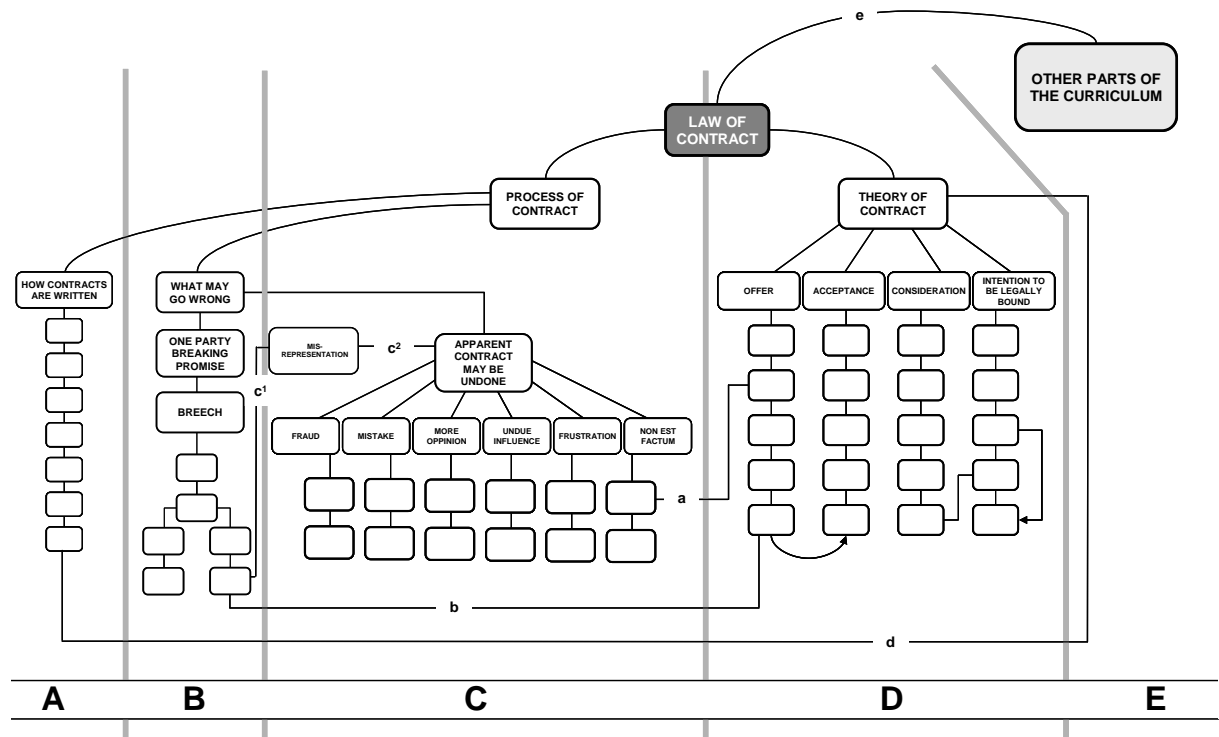 e
OTHER PARTS OF
THE CURRICULUM
LAW OF
CONTRACT
PROCESS OF
CONTRACT
THEORY OF
CONTRACT
HOW CONTRACTS
ARE WRITTEN
WHAT MAY
GO WRONG
OFFER
ACCEPTANCE
CONSIDERATION
INTENTION TO
BE LEGALLY
BOUND
ONE PARTY
BREAKING
PROMISE
MIS-
REPRESENTATION
c²
APPARENT
CONTRACT
MAY BE
UNDONE
c¹
BREECH
FRAUD
MISTAKE
MORE
OPPINION
UNDUE
INFLUENCE
FRUSTRATION
NON EST
FACTUM
a
b
d
A
B
C
D
E